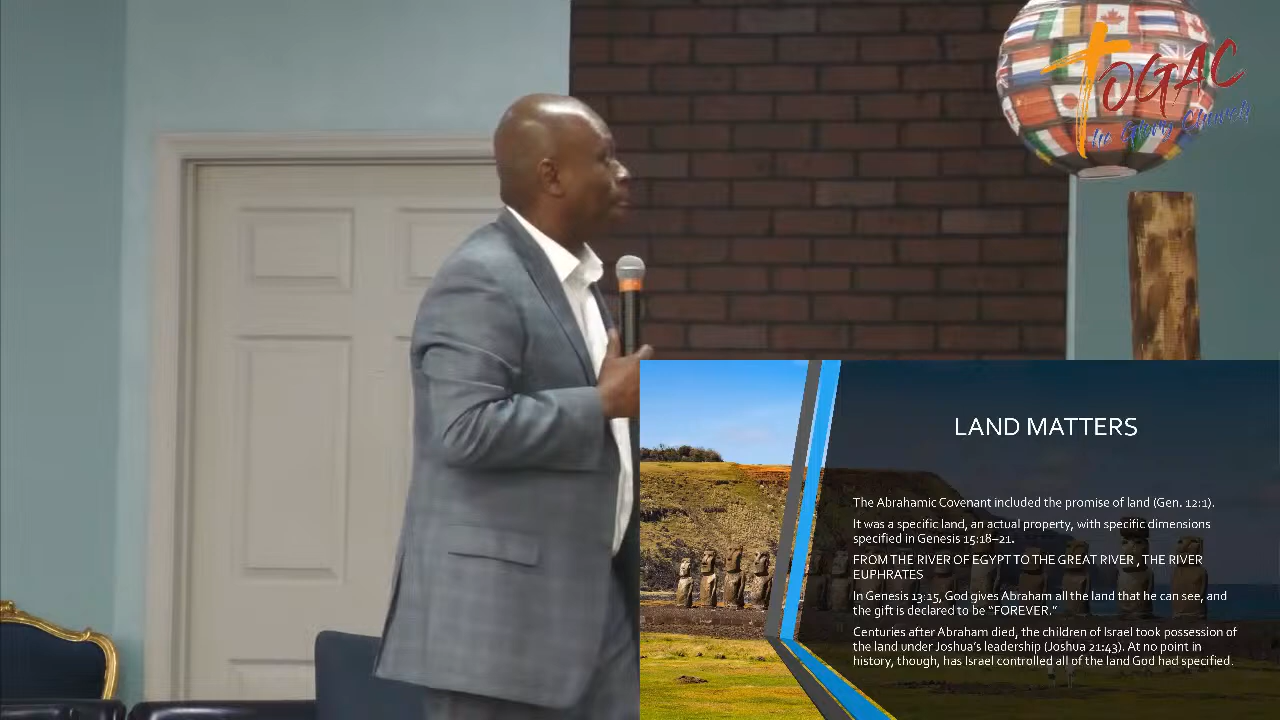 OGAC
In Glory Church
LAND MATTERS
The Abrahamic Covenant included the promise of land (Gen. 12:1).
It was a specific land, an actual property, with specific dimensions
specified in Genesis 15:18–21.
FROM THE RIVER OF EGYPT TO THE GREAT RIVER , THE RIVER
EUPHRATES
In Genesis 13:15, God gives Abraham all the land that he can see, and
the gift is declared to be “FOREVER.”
Centuries after Abraham died, the children of Israel took possession of
the land under Joshua’s leadership (Joshua 21:43). At no point in
history, though, has Israel controlled all of the land God had specified.